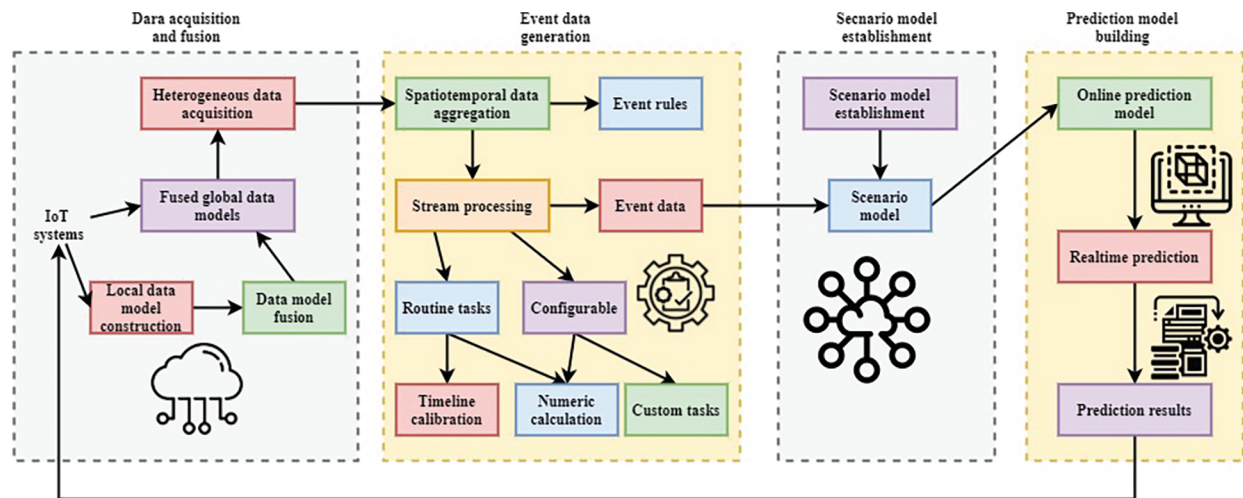 Dara acquisition
and fusion
Event data
generation
Secnario model
establishment
Prediction model
building
Heterogeneous data
acquisition
Spatiotemporal data
aggregation
Event rules
Scenario model
establishment
Online prediction
model
Fused global data
models
Stream processing
Event data
Scenario
model
IoT
systems
Realtime prediction
Local data
model
construction
Data model
fusion
Routine tasks
Configurable
Timeline
calibration
Numeric
calculation
Custom tasks
Prediction results